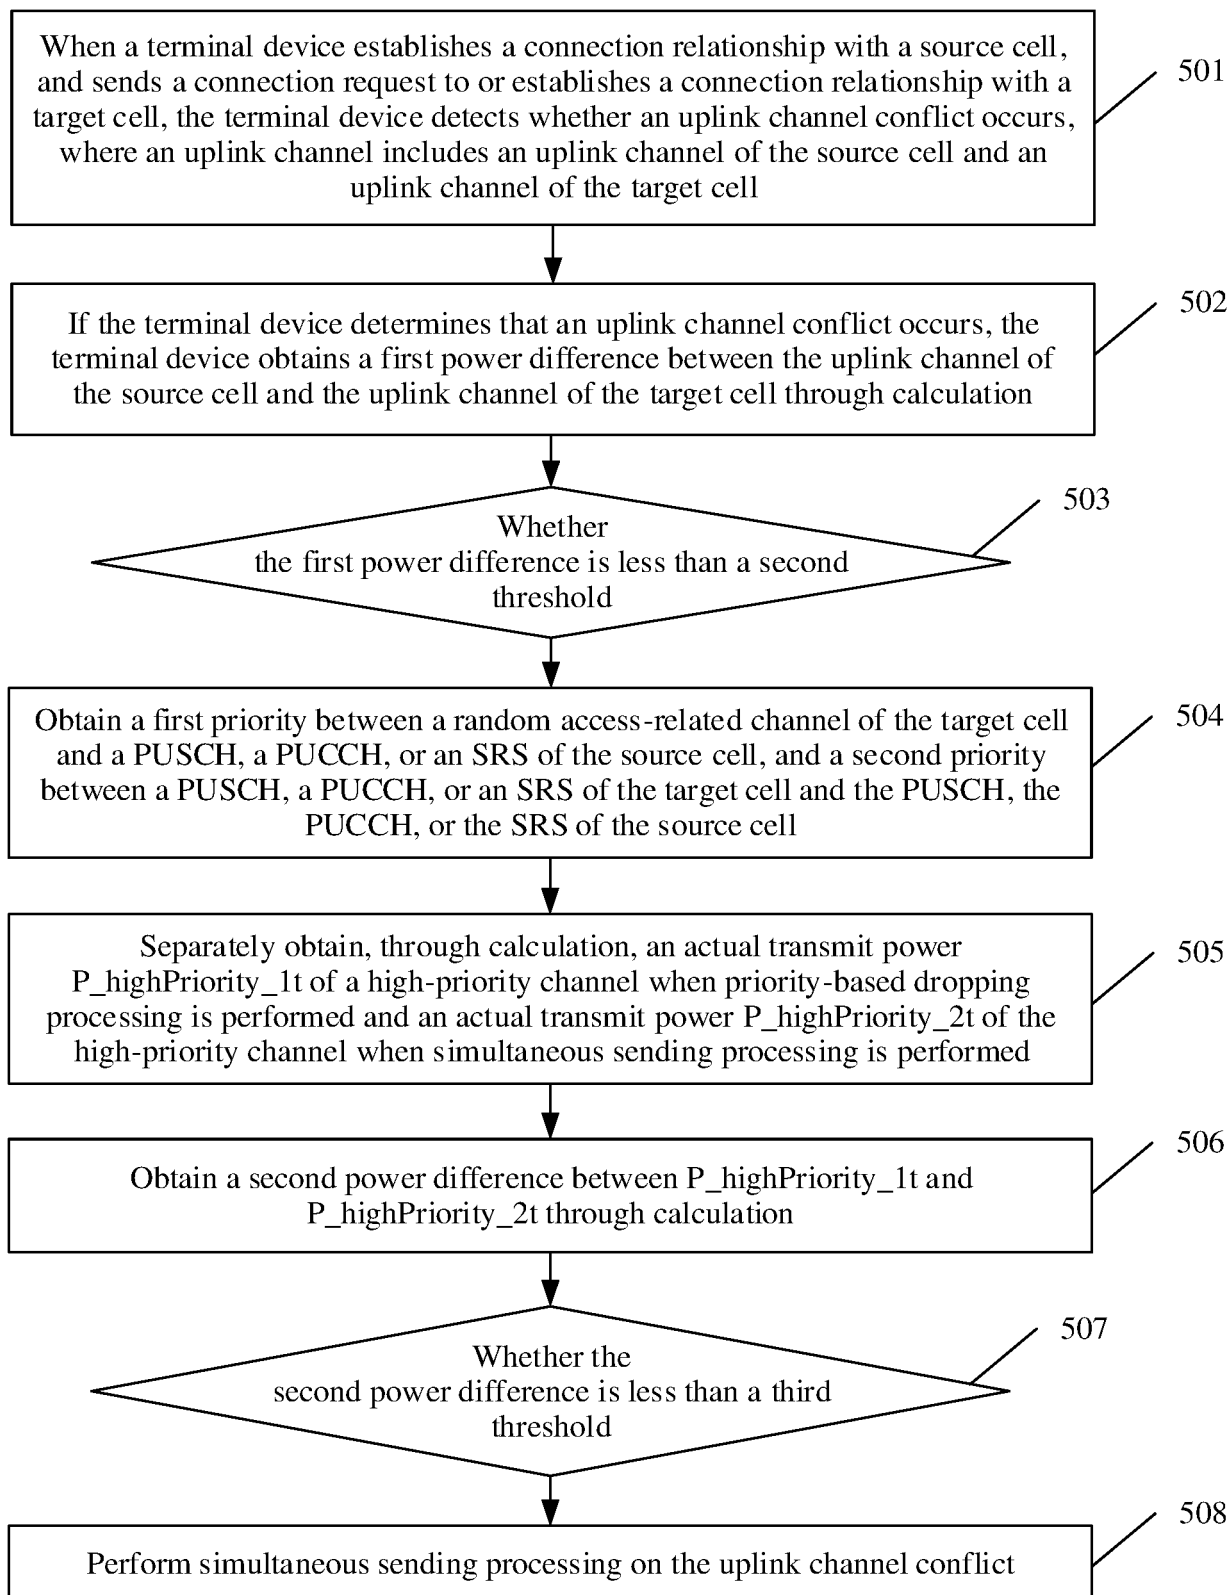 When a terminal device establishes a connection relationship with a source cell,
and sends a connection request to or establishes a connection relationship with a
target cell, the terminal device detects whether an uplink channel conflict occurs,
where an uplink channel includes an uplink channel of the source cell and an
uplink channel of the target cell
501
If the terminal device determines that an uplink channel conflict occurs, the
terminal device obtains a first power difference between the uplink channel of
the source cell and the uplink channel of the target cell through calculation
502
Whether
the first power difference is less than a second
threshold
503
Obtain a first priority between a random access-related channel of the target cell
and a PUSCH, a PUCCH, or an SRS of the source cell, and a second priority
between a PUSCH, a PUCCH, or an SRS of the target cell and the PUSCH, the
PUCCH, or the SRS of the source cell
504
Separately obtain, through calculation, an actual transmit power
P_highPriority_1t of a high-priority channel when priority-based dropping
processing is performed and an actual transmit power P_highPriority_2t of the
high-priority channel when simultaneous sending processing is performed
505
Obtain a second power difference between P_highPriority_1t and
P_highPriority_2t through calculation
506
Whether the
second power difference is less than a third
threshold
507
Perform simultaneous sending processing on the uplink channel conflict
508